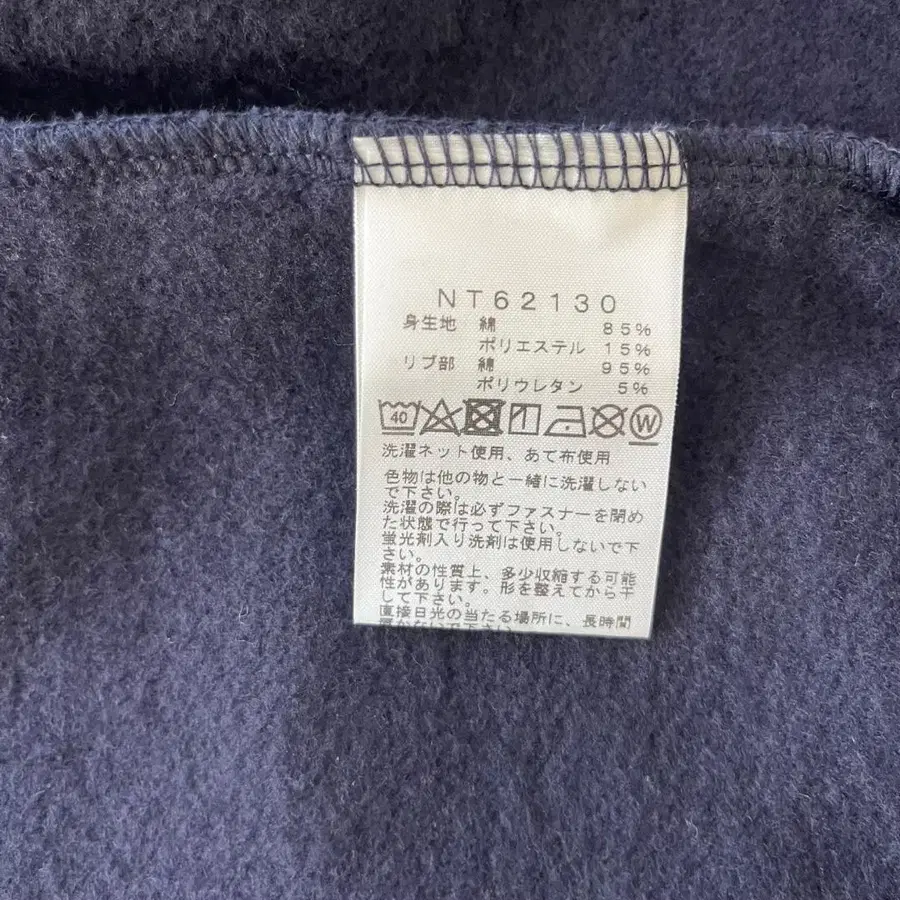 NT62130
身生地 綿 85%
ポリエステル 15%
リブ部 綿 95%
ポリウレタン 5%
40 W
洗濯ネット使用、あて布使用
色物は他の物と一緒に洗濯しない
で下さい。
洗濯の際は必ずファスナーを閉め
た状態で行って下さい。
蛍光剤入り洗剤は使用しないで下
さい。
素材の性質上、多少収縮する可能
性があります。形を整えてから干
して下さい。
直接日光の当たる場所に、長時間